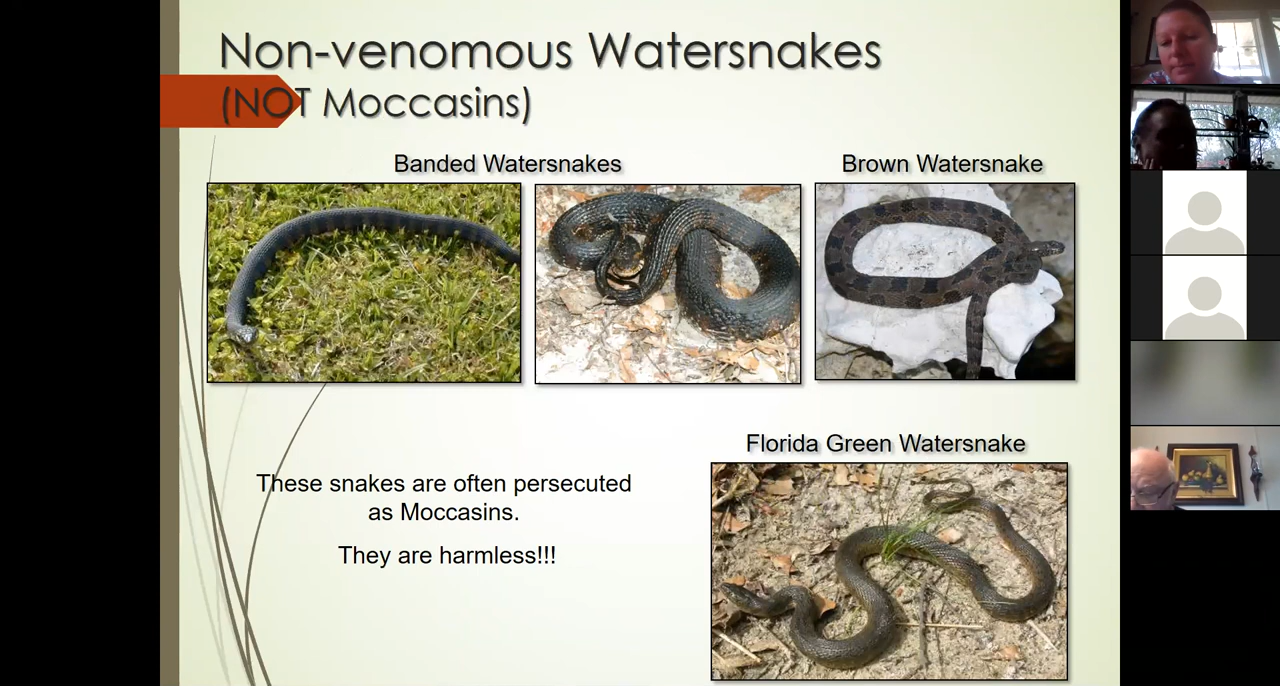 Non-venomous Watersnakes
(NOT Moccasins)
Banded Watersnakes
Brown Watersnake
Florida Green Watersnake
These snakes are often persecuted
as Moccasins.
They are harmless!!!